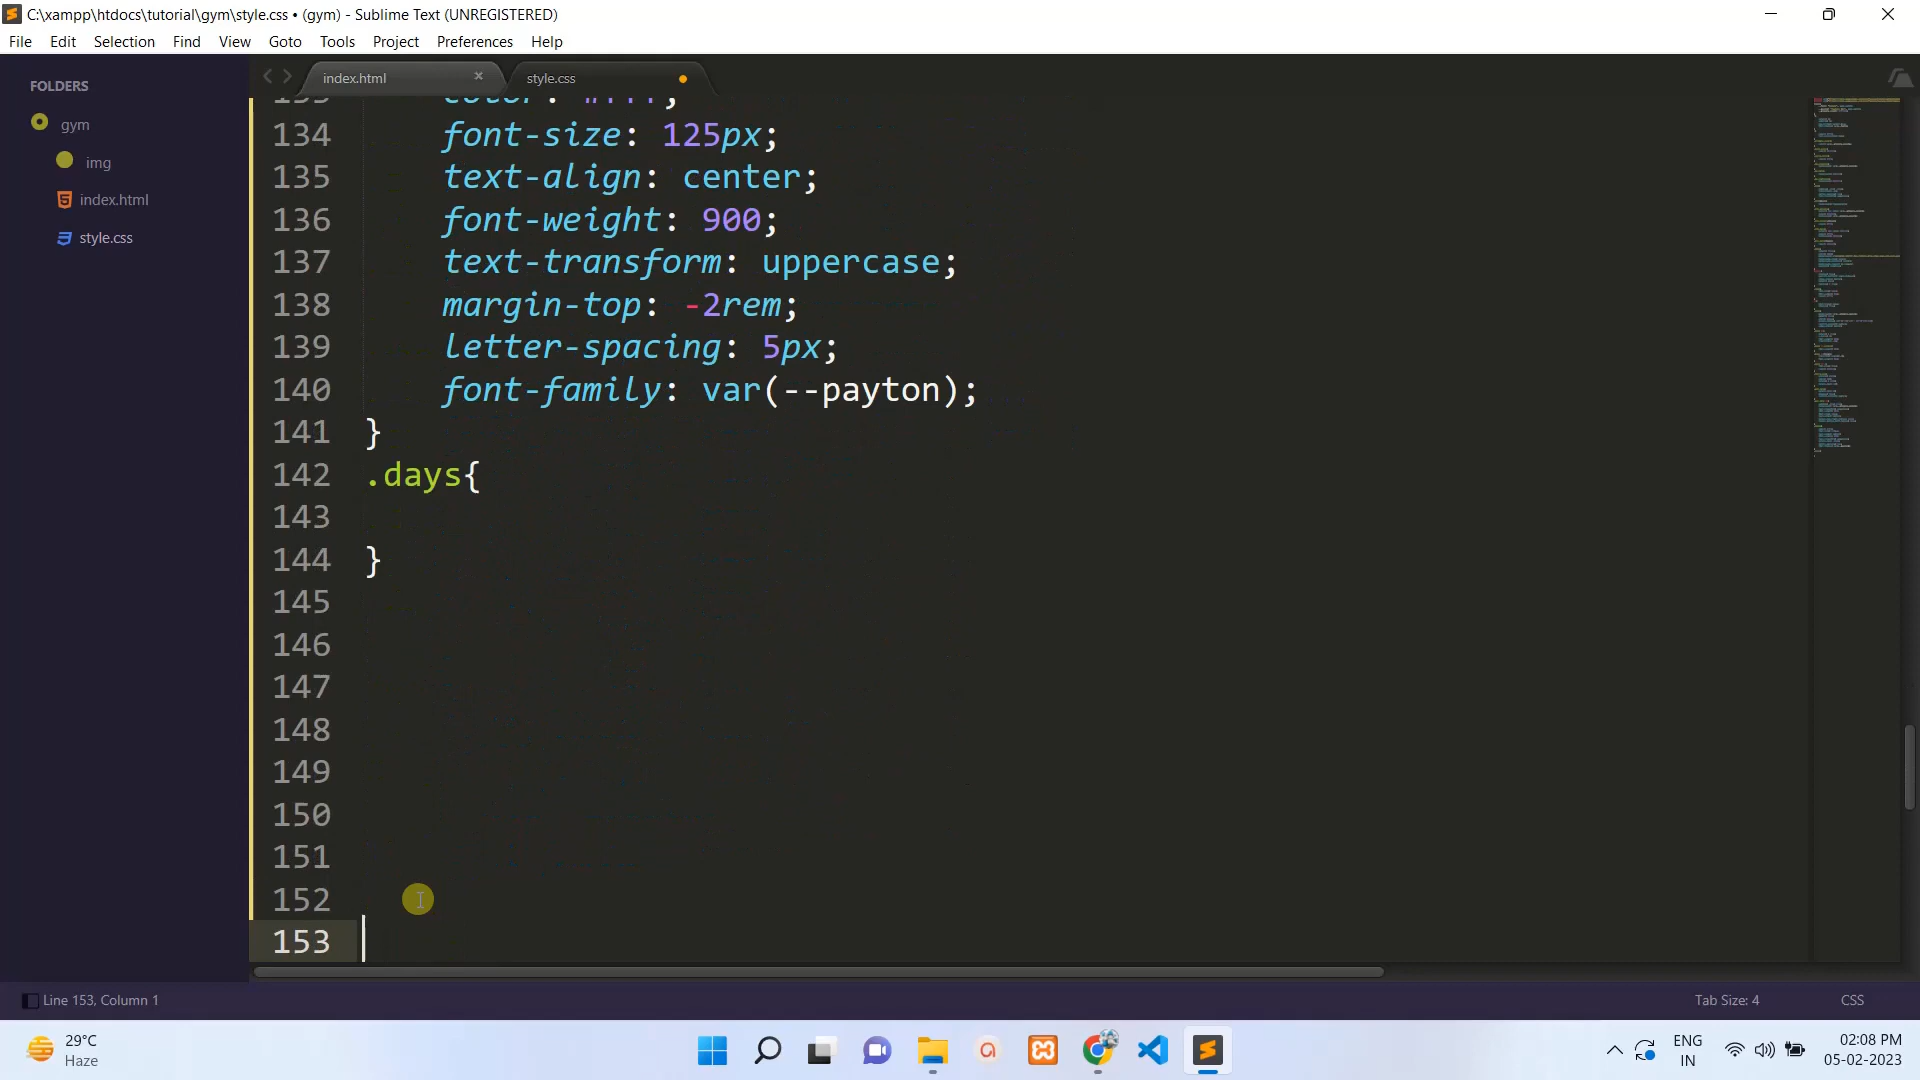 C:\xampp\htdocs\tutorial\gym\style.css • (gym) - Sublime Text (UNREGISTERED)
File Edit Selection Find View Goto Tools Project Preferences Help
FOLDERS
gym
img
index.html
style.css
index.html ×
style.css
133 color: #fff;
134 font-size: 125px;
135 text-align: center;
136 font-weight: 900;
137 text-transform: uppercase;
138 margin-top: -2rem;
139 letter-spacing: 5px;
140 font-family: var(--payton);
141 }
142 .days{
143
144 }
145
146
147
148
149
150
151
152
153
Line 153, Column 1
Tab Size: 4
CSS
29°C
Haze
ENG
IN
02:08 PM
05-02-2023